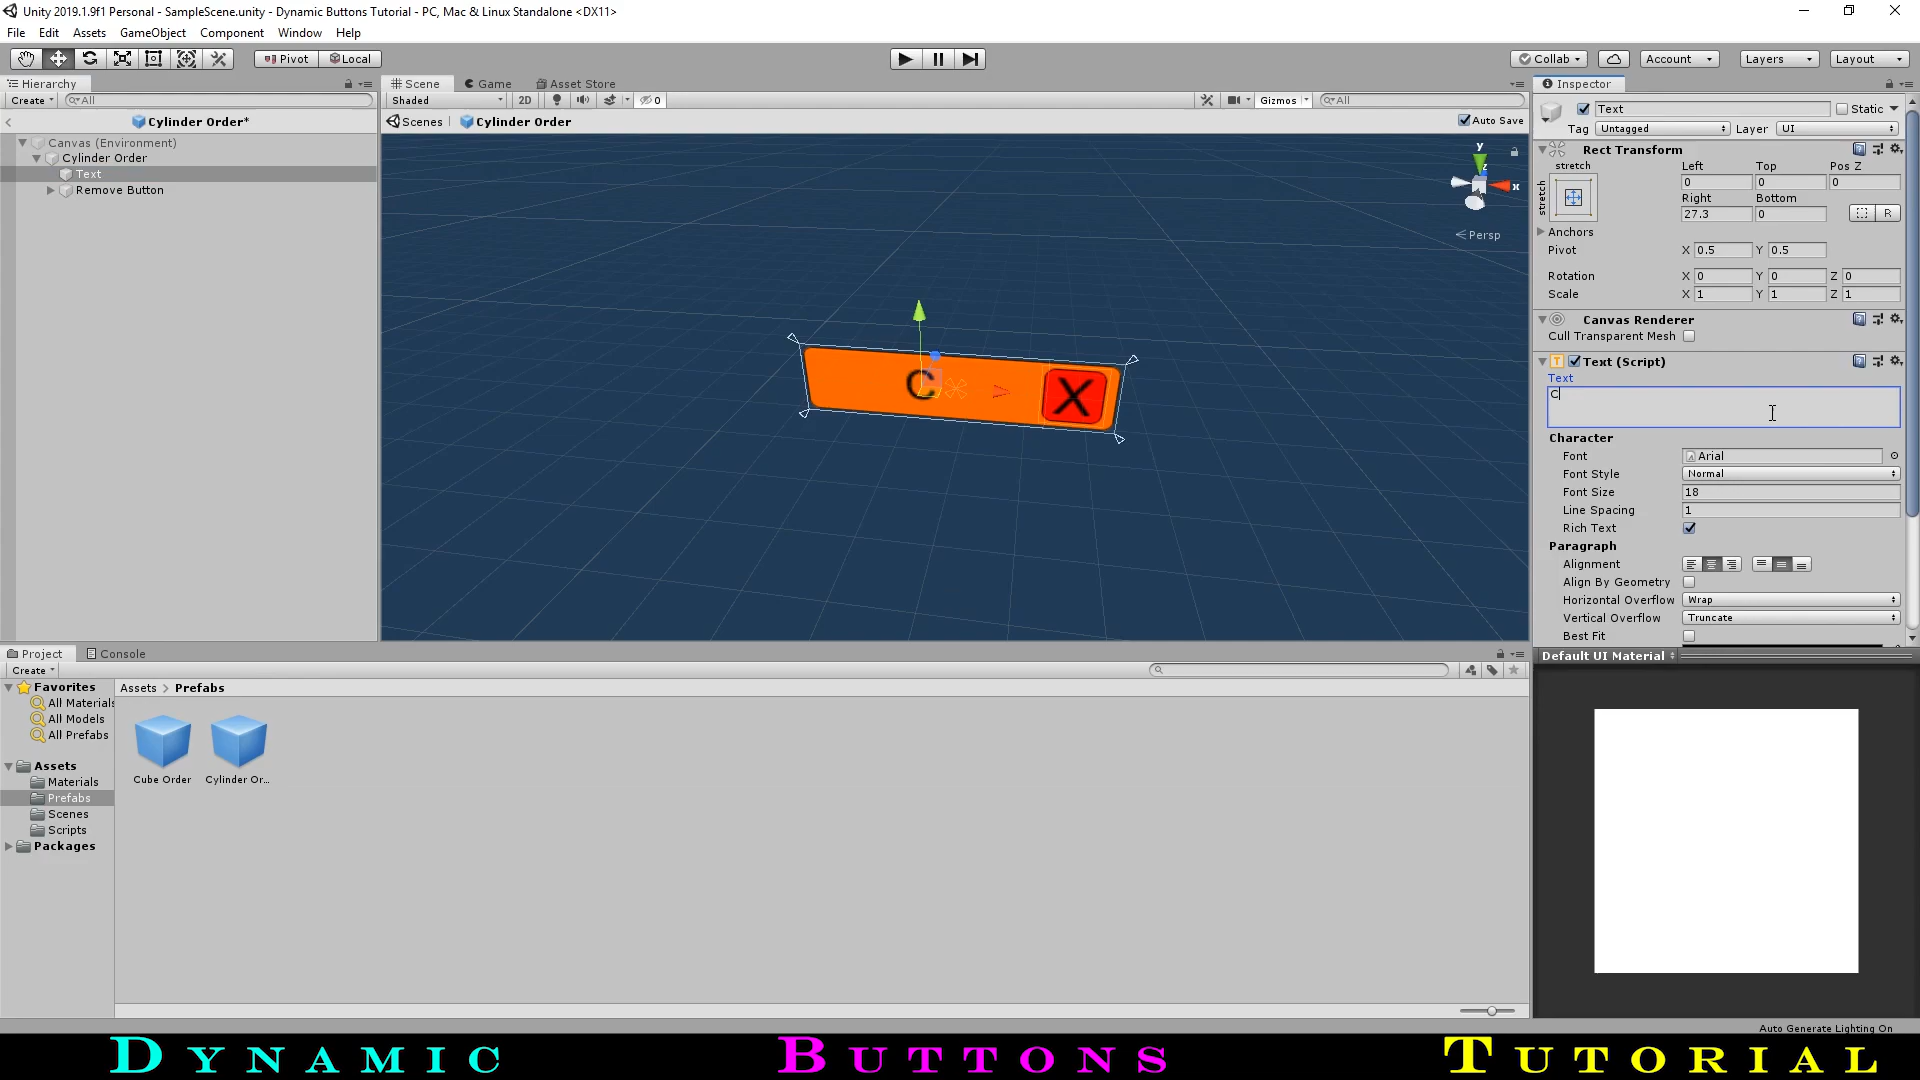 Unity 2019.1.9f1 Personal - SampleScene.unity - Dynamic Buttons Tutorial - PC, Mac & Linux Standalone <DX11>
File Edit Assets GameObject Component Window Help
Pivot Local Collab Account Layers Layout
Hierarchy Scene Game Asset Store Inspector
Create All Shaded 2D 0 Gizmos All Text Static
Cylinder Order* Scenes Cylinder Order Auto Save Tag Untagged Layer UI
Canvas (Environment)
Cylinder Order
Text
Remove Button
y
z
x
Persp
C
X
Rect Transform
stretch Left Top Pos Z
stretch
0 0 0
Right Bottom
27.3 0 R
Anchors
Pivot X 0.5 Y 0.5
Rotation X 0 Y 0 Z 0
Scale X 1 Y 1 Z 1
Canvas Renderer
Cull Transparent Mesh
Text (Script)
Text
C
Character
Font Arial
Font Style Normal
Font Size 18
Line Spacing 1
Rich Text
Paragraph
Alignment
Align By Geometry
Horizontal Overflow Wrap
Vertical Overflow Truncate
Best Fit
Default UI Material
Project Console
Create
Favorites
All Materials
All Models
All Prefabs
Assets
Materials
Prefabs
Scenes
Scripts
Packages
Assets > Prefabs
Cube Order Cylinder Or...
Auto Generate Lighting On
DYNAMIC BUTTONS TUTORIAL